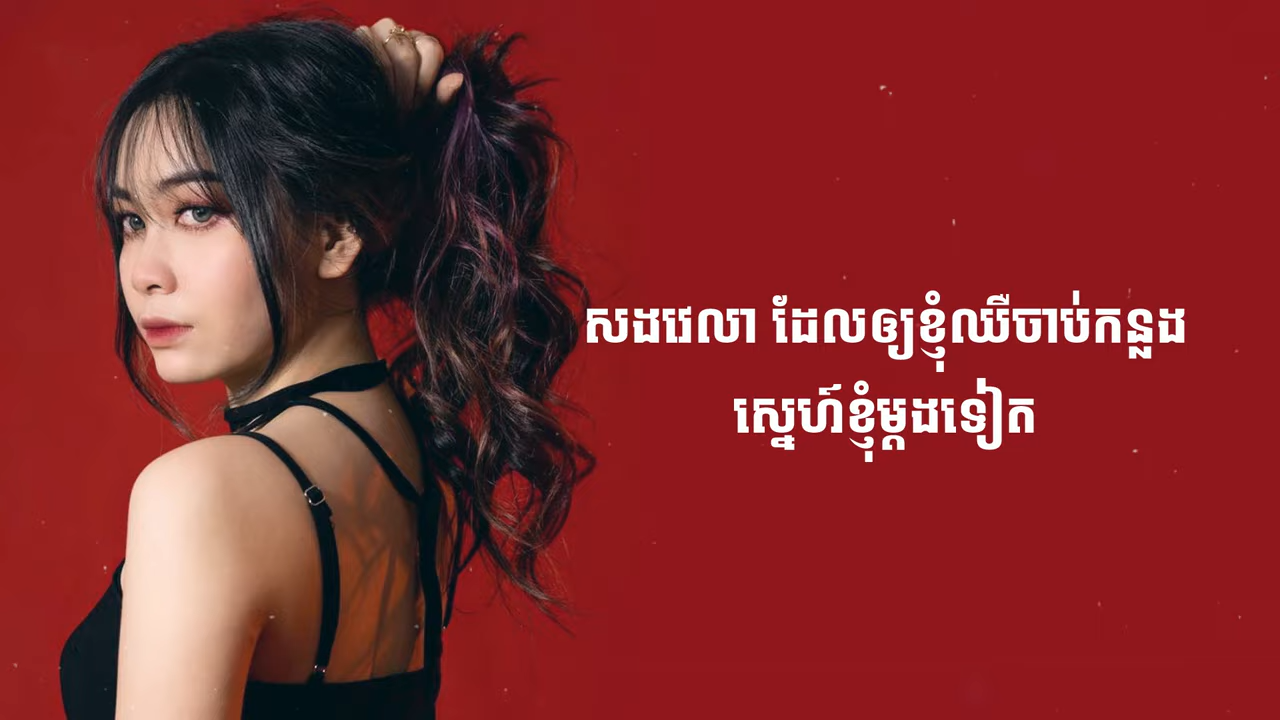 សងវេលា ដែលឲ្យខ្ញុំឈឺចាប់កន្លង
ស្នេហ៍ខ្ញុំម្ដងទៀត